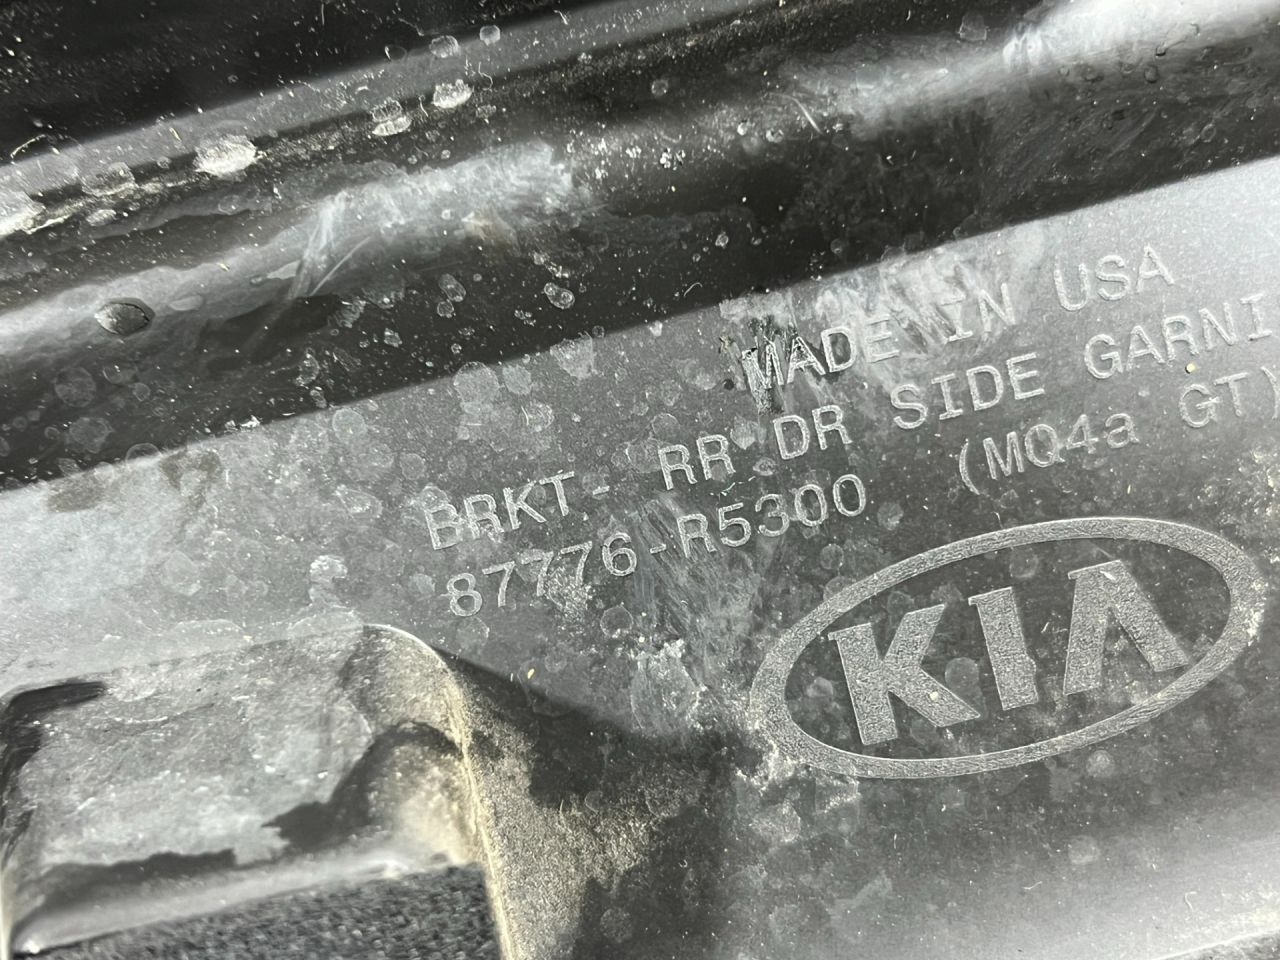 MADE IN USA
BRKT- RR DR SIDE GARNI
87776-R5300 (MQ4a GT)
KIA